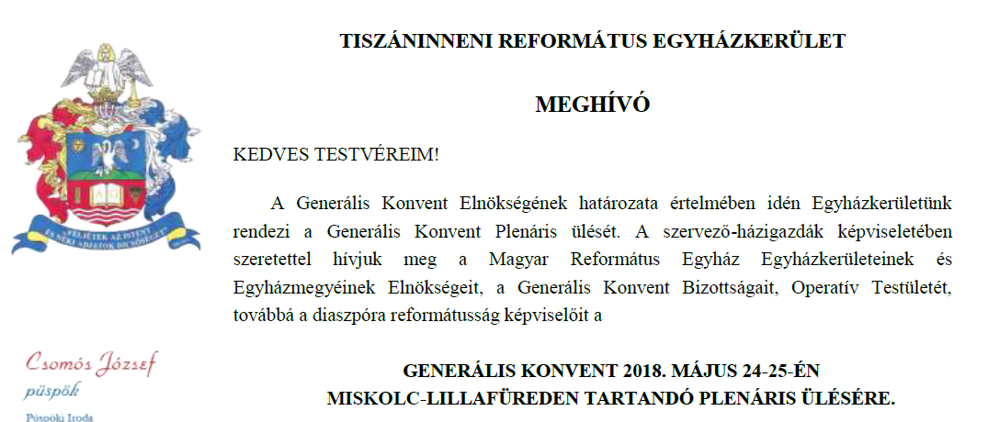 TISZÁNINNENI REFORMÁTUS EGYHÁZKERÜLET
MEGHÍVÓ
KEDVES TESTVÉREIM!
A Generális Konvent Elnökségének határozata értelmében idén Egyházkerületünk
rendezi a Generális Konvent Plenáris ülését. A szervező-házigazdák képviseletében
szeretettel hívjuk meg a Magyar Református Egyház Egyházkerületeinek és
Egyházmegyéinek Elnökségeit, a Generális Konvent Bizottságait, Operatív Testületét,
továbbá a diaszpóra reformátusság képviselőit a
GENERÁLIS KONVENT 2018. MÁJUS 24-25-ÉN
MISKOLC-LILLAFÜREDEN TARTANDÓ PLENÁRIS ÜLÉSÉRE.
"FÉLJÉTEK AZ ISTENT
ÉS NÉKI ADJATOK DICSŐSÉGET"
Csomós József
püspök
Püspöki Iroda